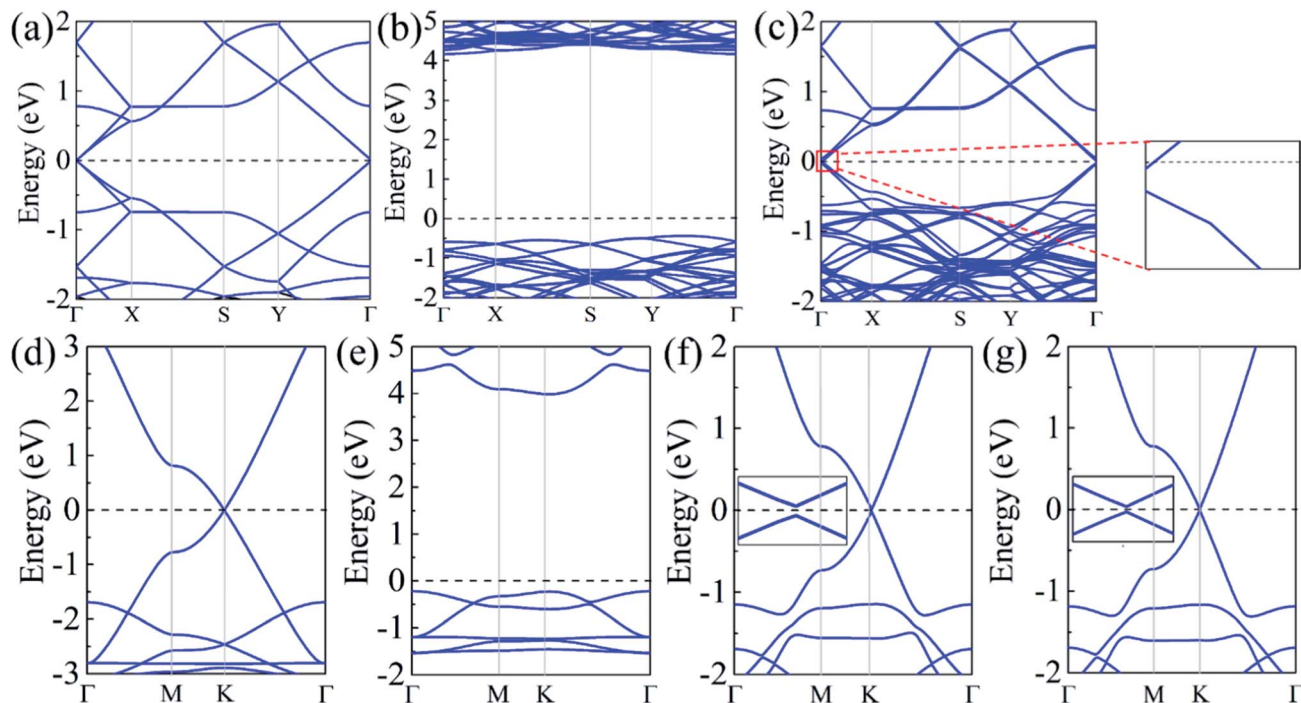 (a)
Energy (eV)
2
1
0
-1
-2
Γ X S Y Γ
(b)
Energy (eV)
5
4
3
2
1
0
-1
-2
Γ X S Y Γ
(c)
Energy (eV)
2
1
0
-1
-2
Γ X S Y Γ
(d)
Energy (eV)
3
2
1
0
-1
-2
-3
Γ M K Γ
(e)
Energy (eV)
5
4
3
2
1
0
-1
-2
Γ M K Γ
(f)
Energy (eV)
2
1
0
-1
-2
Γ M K Γ
(g)
Energy (eV)
2
1
0
-1
-2
Γ M K Γ